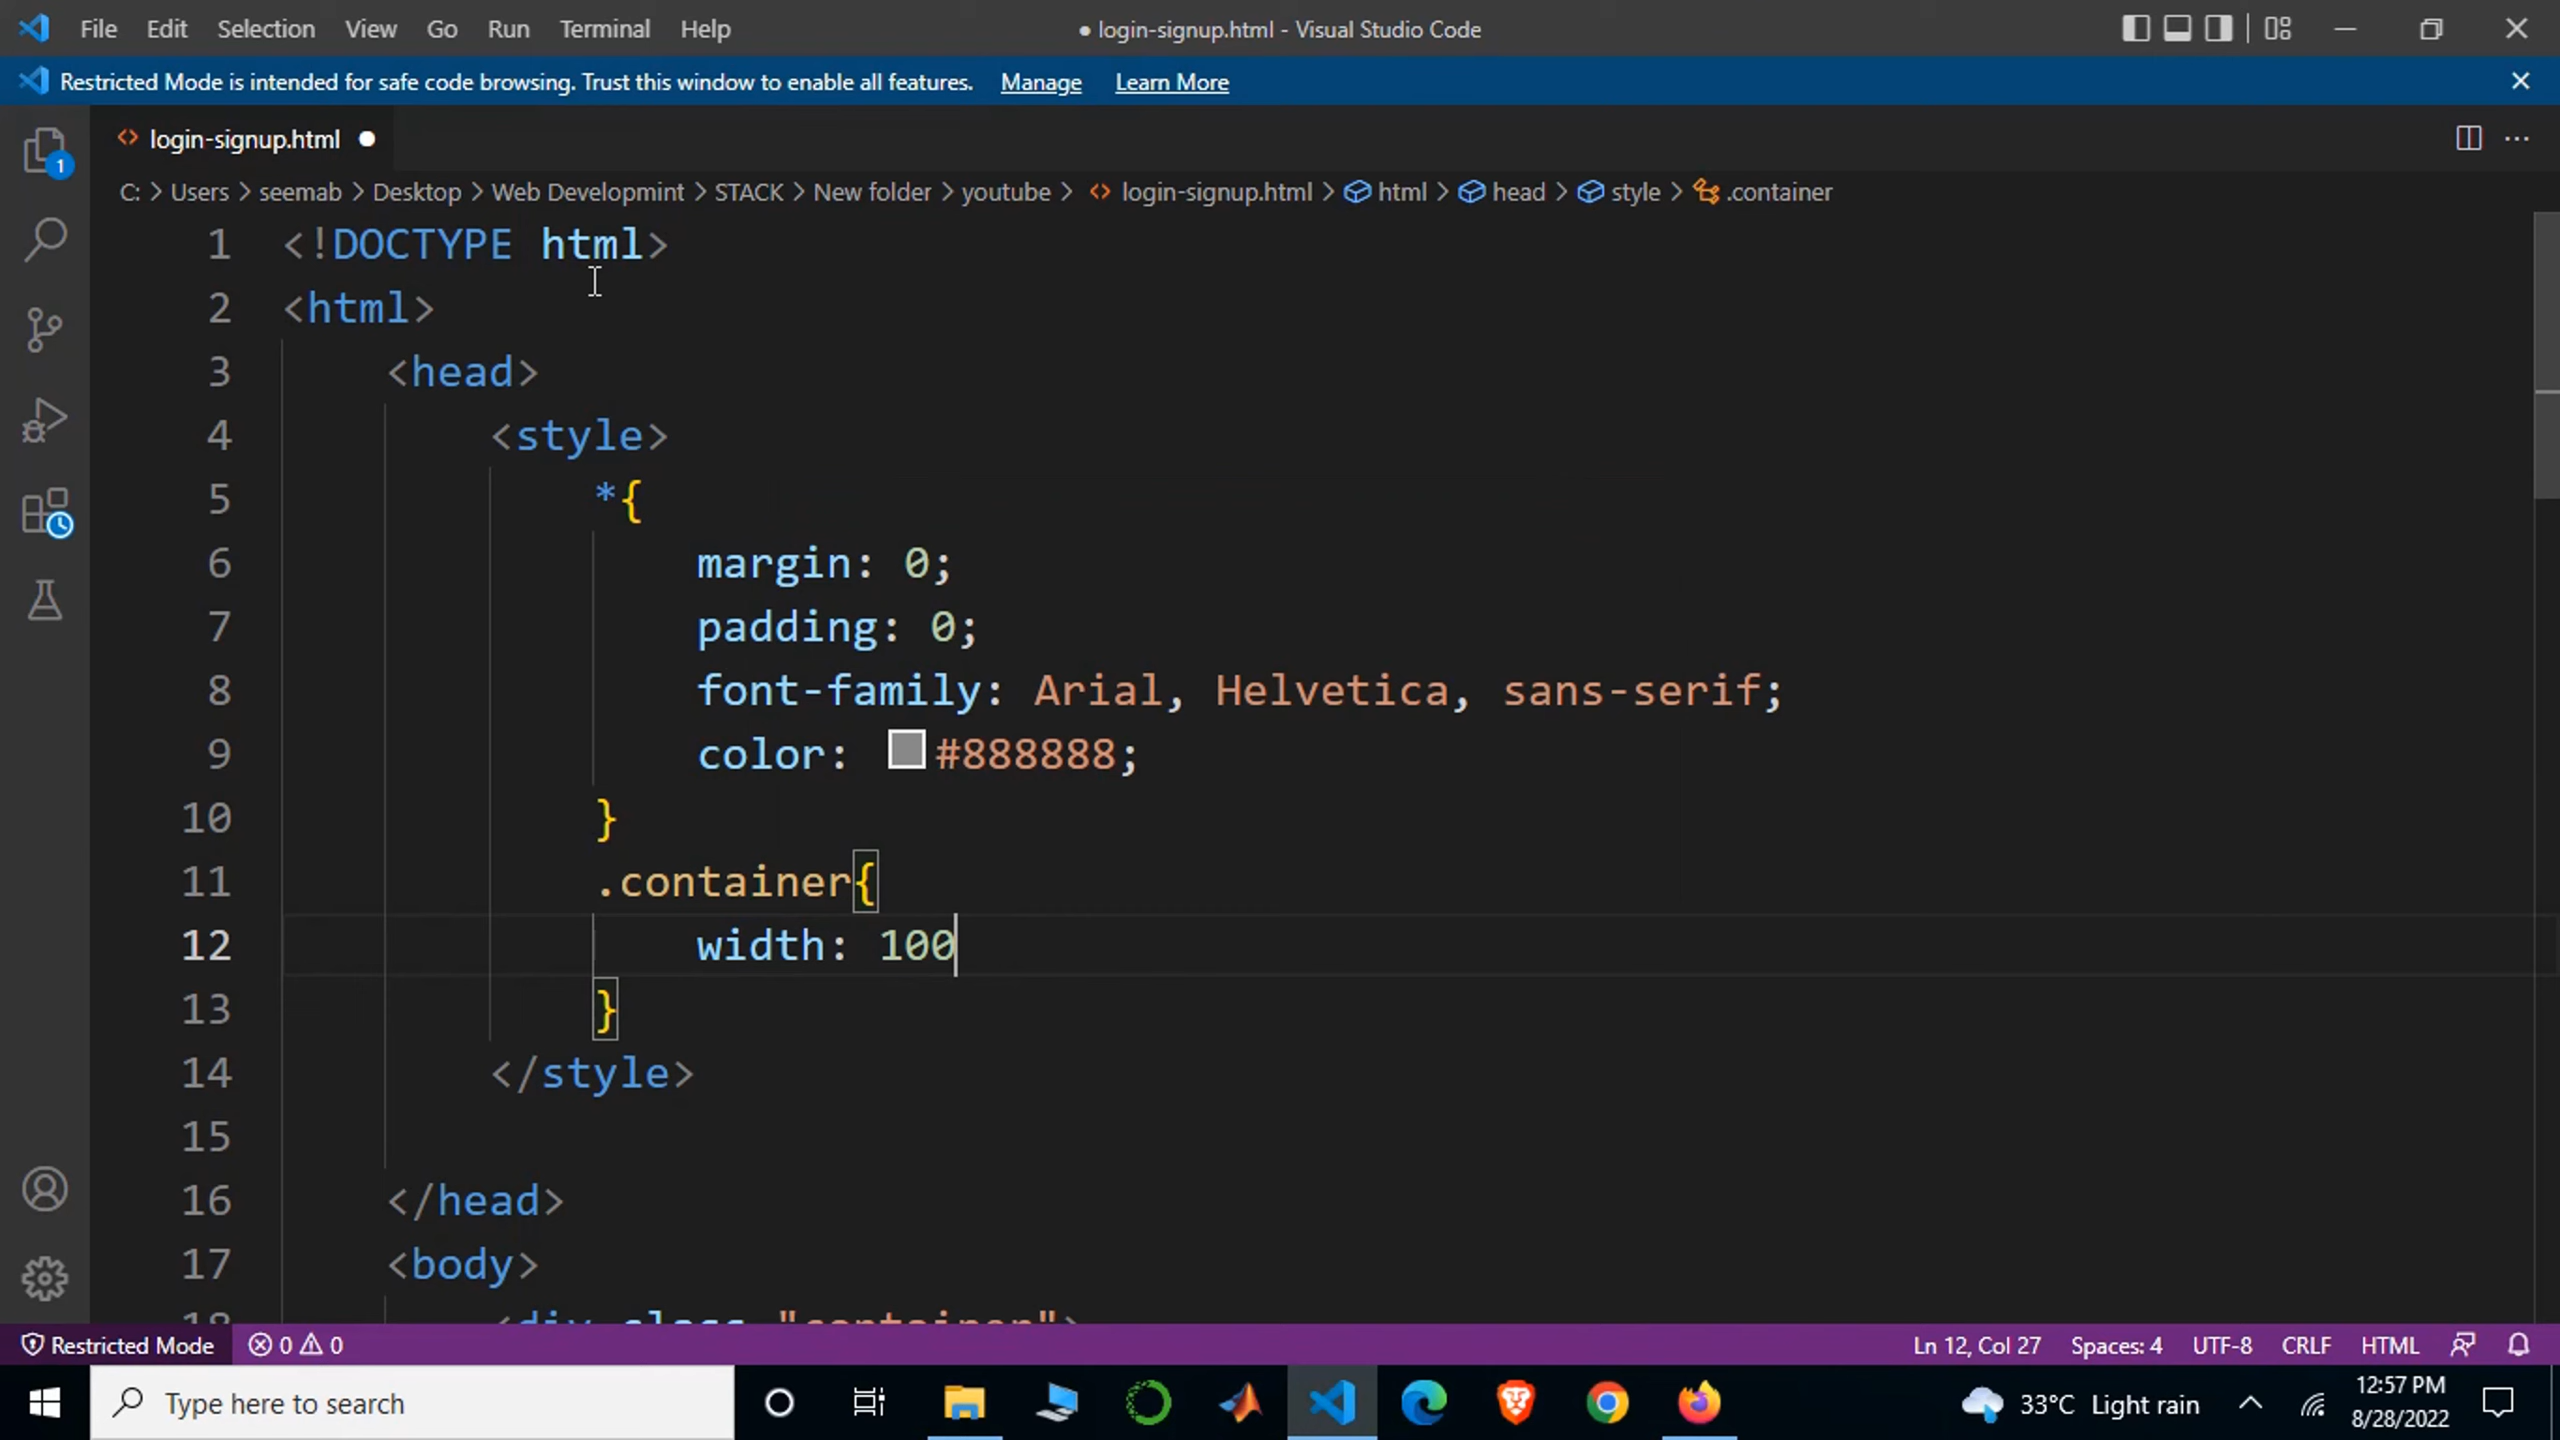 File Edit Selection View Go Run Terminal Help ● login-signup.html - Visual Studio Code
Restricted Mode is intended for safe code browsing. Trust this window to enable all features. Manage Learn More
<> login-signup.html ●
1
C: > Users > seemab > Desktop > Web Developmint > STACK > New folder > youtube > <> login-signup.html > html > head > style > .container
1 <!DOCTYPE html>
2 <html>
3 <head>
4 <style>
5 *{
6 margin: 0;
7 padding: 0;
8 font-family: Arial, Helvetica, sans-serif;
9 color: #888888;
10 }
11 .container{
12 width: 100
13 }
14 </style>
15
16 </head>
17 <body>
18 <div class="container">
Restricted Mode 0 0 Ln 12, Col 27 Spaces: 4 UTF-8 CRLF HTML
Type here to search 33°C Light rain 12:57 PM
8/28/2022